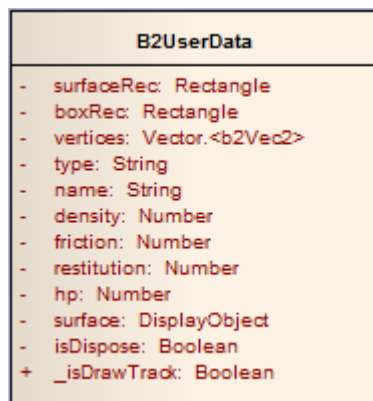 B2UserData
- surfaceRec: Rectangle
- boxRec: Rectangle
- vertices: Vector.<b2Vec2>
- type: String
- name: String
- density: Number
- friction: Number
- restitution: Number
- hp: Number
- surface: DisplayObject
- isDispose: Boolean
+ _isDrawTrack: Boolean